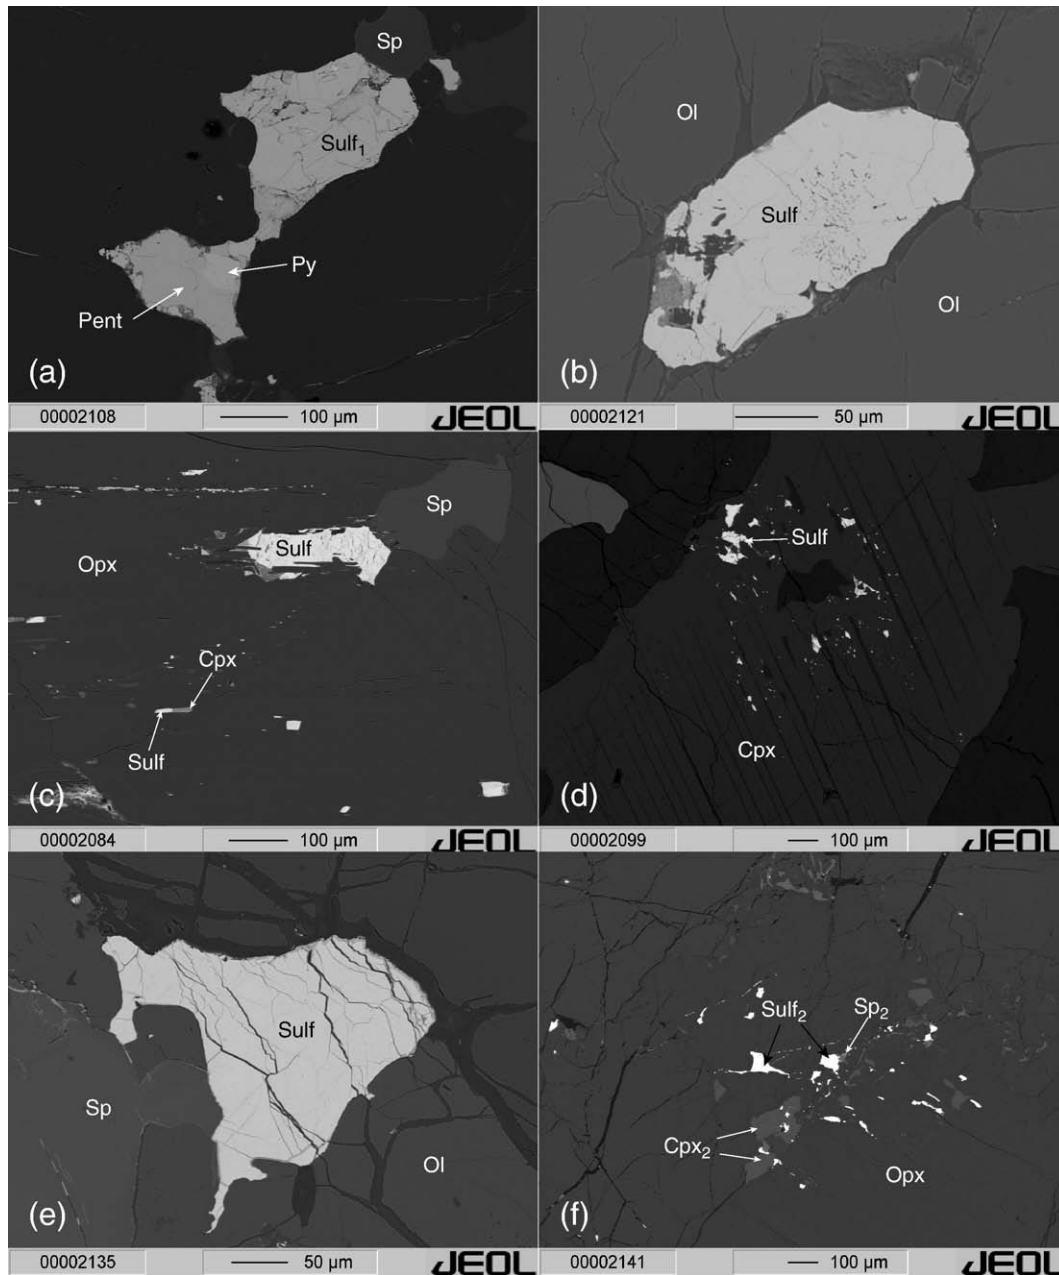 Sp
Sulf₁
Py
Pent
(a)
00002108 100 µm JEOL
Ol
Sulf
Ol
(b)
00002121 50 µm JEOL
Sp
Opx
Sulf
Cpx
Sulf
(c)
00002084 100 µm JEOL
Sulf
Cpx
(d)
00002099 100 µm JEOL
Sulf
Sp
Ol
(e)
00002135 50 µm JEOL
Sulf₂
Sp₂
Cpx₂
Opx
(f)
00002141 100 µm JEOL